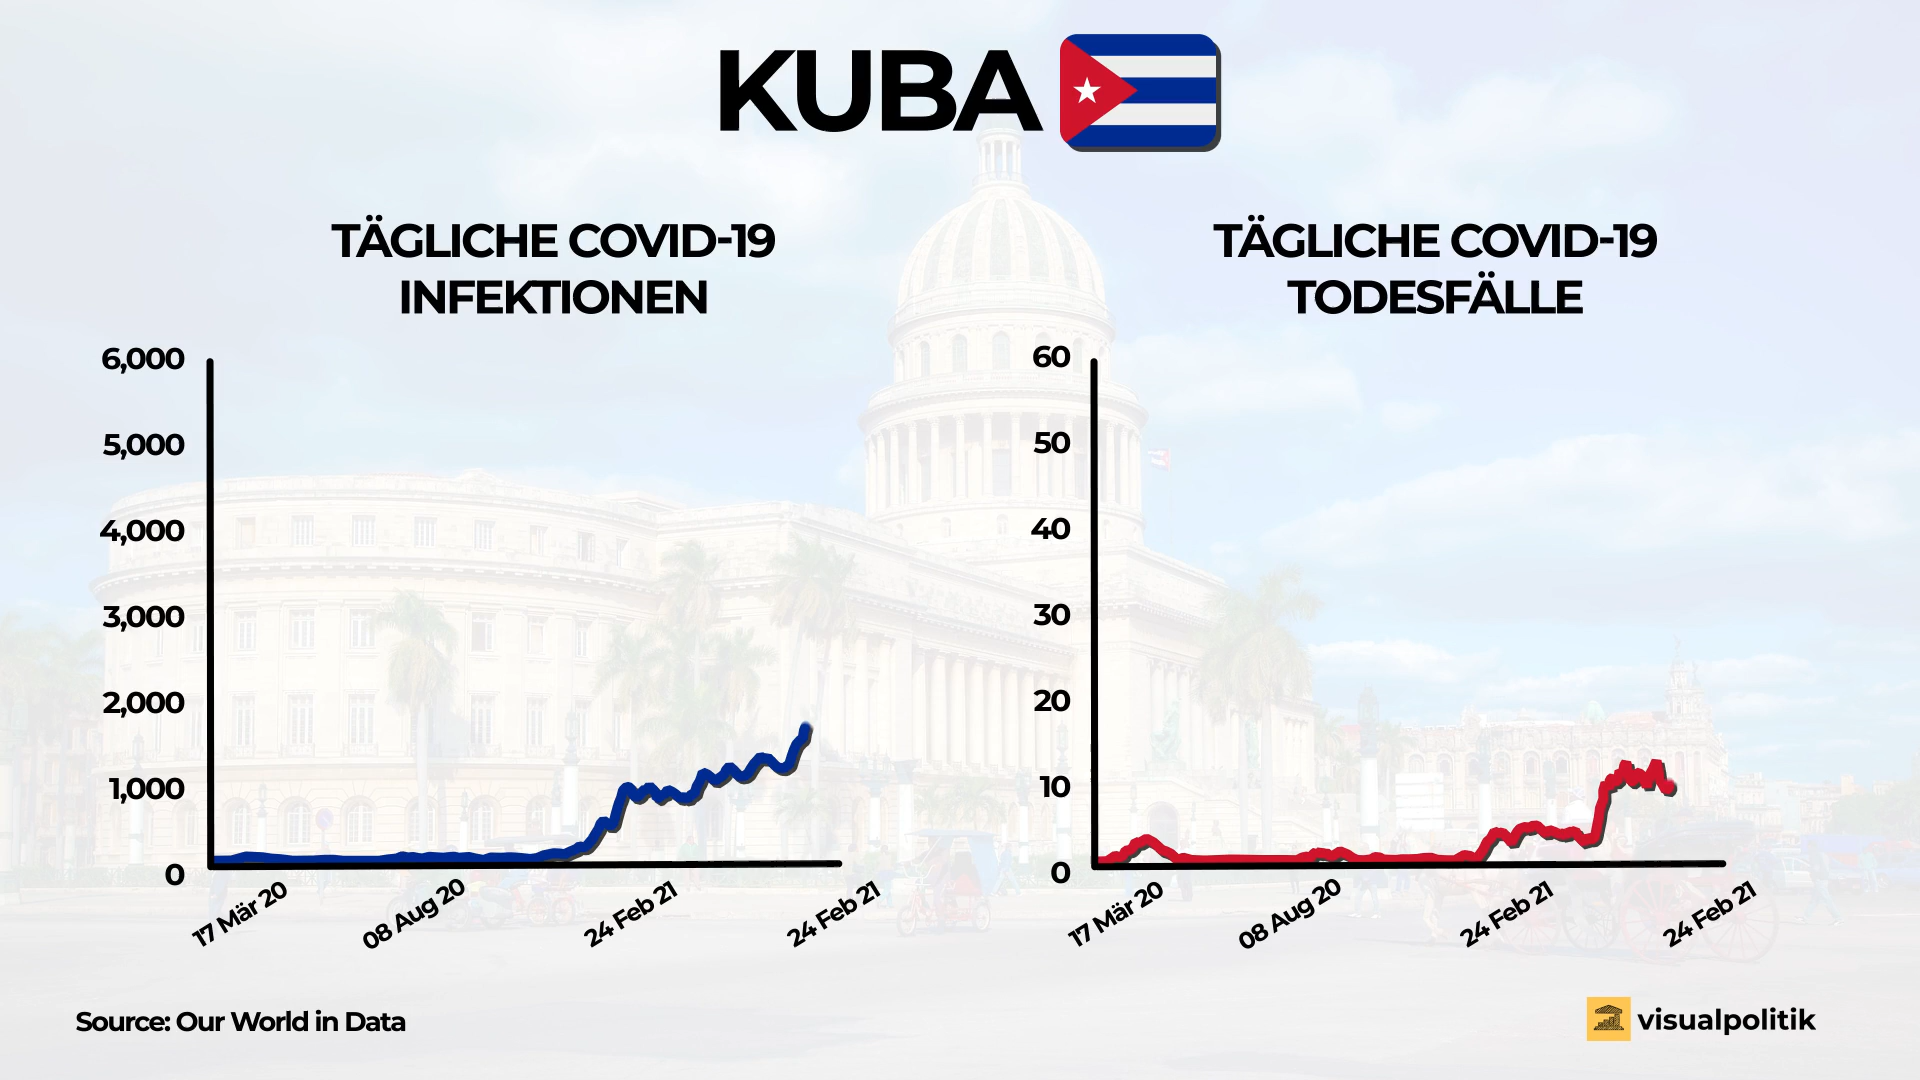 KUBA
TÄGLICHE COVID-19
INFEKTIONEN
6,000
5,000
4,000
3,000
2,000
1,000
0
17 Mär 20
08 Aug 20
24 Feb 21
24 Feb 21
TÄGLICHE COVID-19
TODESFÄLLE
60
50
40
30
20
10
0
17 Mär 20
08 Aug 20
24 Feb 21
24 Feb 21
Source: Our World in Data
visualpolitik